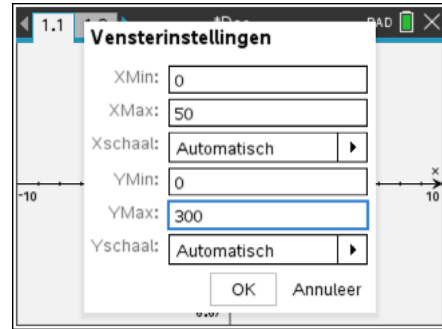 1.1
RAD
Vensterinstellingen
XMin: 0
XMax: 50
Xschaal: Automatisch
YMin: 0
YMax: 300
Yschaal: Automatisch
x
-10
10
OK Annuleer